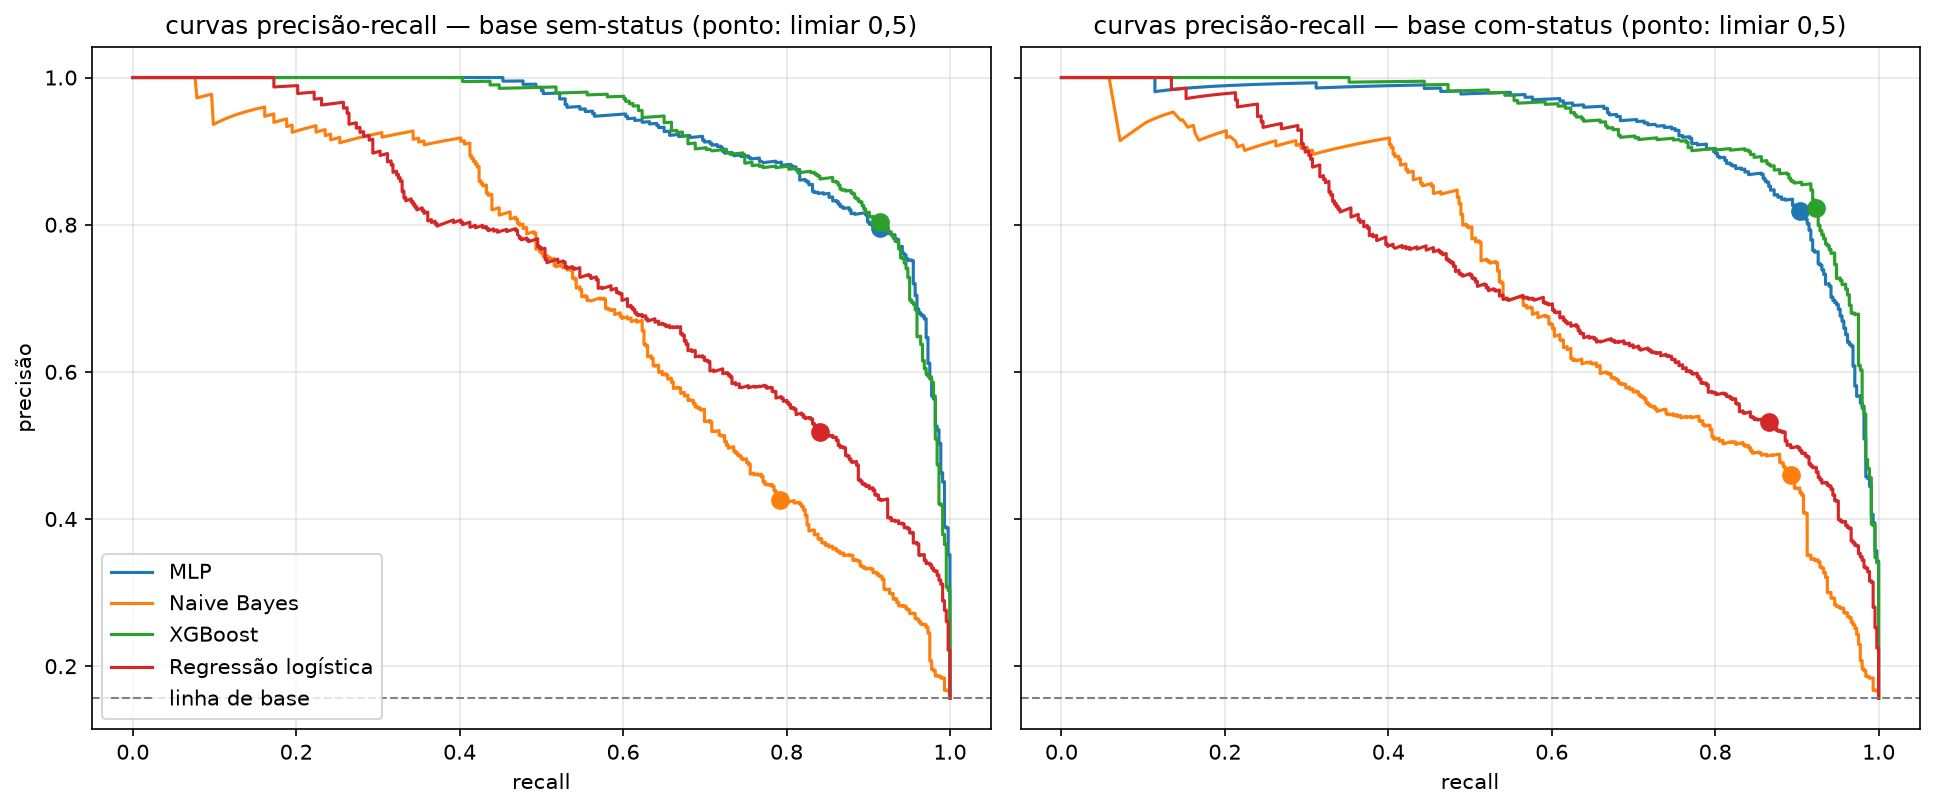 curvas precisão-recall — base sem-status (ponto: limiar 0,5)
precisão
1.0
0.8
0.6
0.4
0.2
MLP
Naive Bayes
XGBoost
Regressão logística
linha de base
0.0 0.2 0.4 0.6 0.8 1.0
recall
curvas precisão-recall — base com-status (ponto: limiar 0,5)
0.0 0.2 0.4 0.6 0.8 1.0
recall